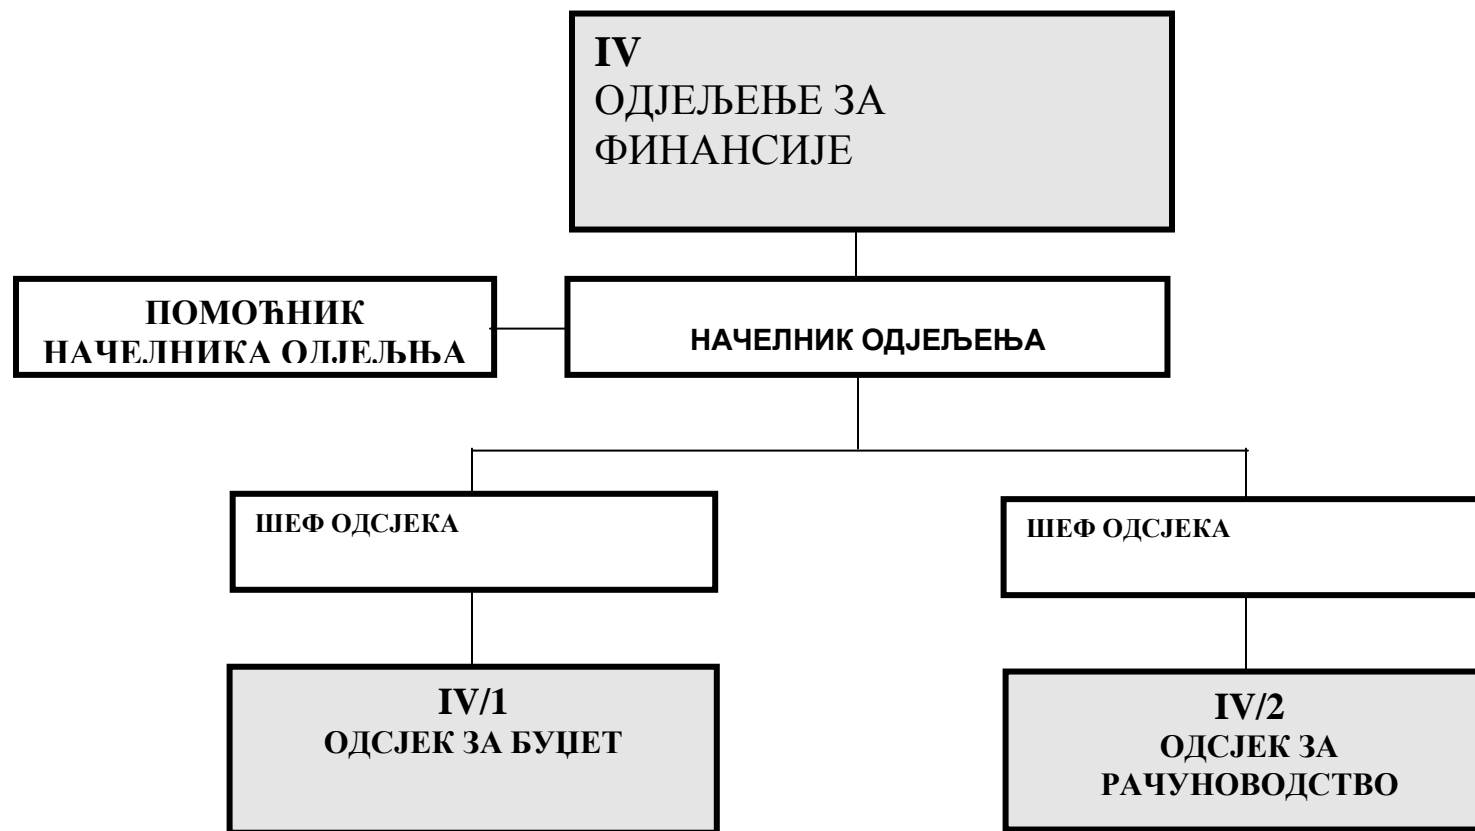 IV
ОДЈЕЉЕЊЕ ЗА
ФИНАНСИЈЕ
ПОМОЋНИК
НАЧЕЛНИКА ОДЈЕЉЊА
НАЧЕЛНИК ОДЈЕЉЕЊА
ШЕФ ОДСЈЕКА
ШЕФ ОДСЈЕКА
IV/1
ОДСЈЕК ЗА БУЏЕТ
IV/2
ОДСЈЕК ЗА
РАЧУНОВОДСТВО